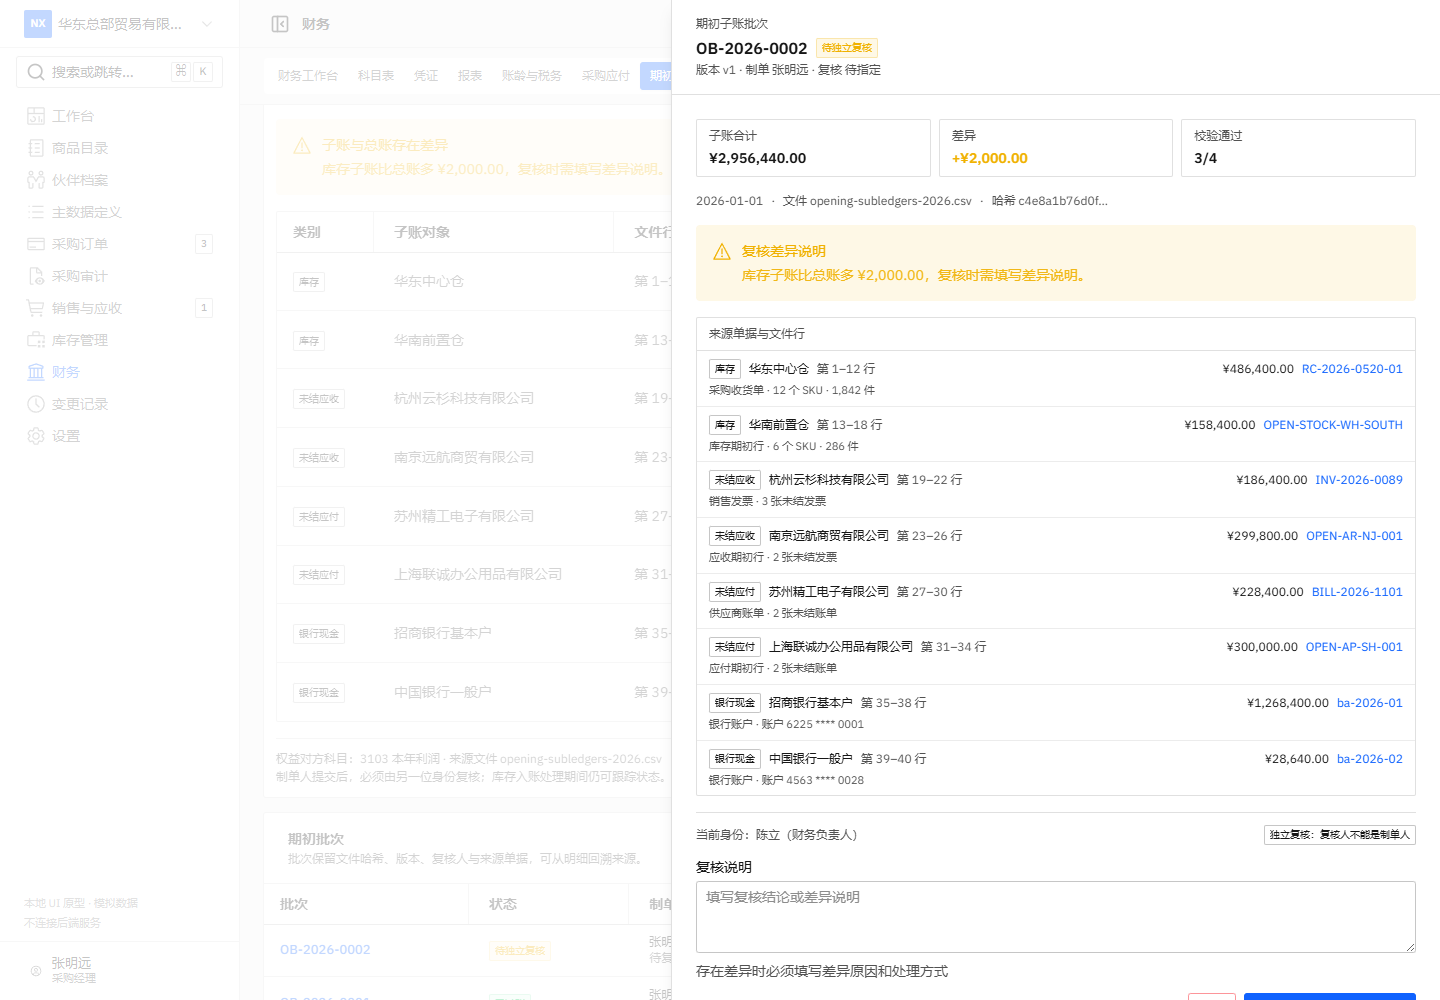 NX 华东总部贸易有限...
搜索或跳转... ⌘ K
工作台
商品目录
伙伴档案
主数据定义
采购订单 3
采购审计
销售与应收 1
库存管理
财务
变更记录
设置
本地 UI 原型 · 模拟数据
不连接后端服务
张明远
采购经理
财务
财务工作台 科目表 凭证 报表 账龄与税务 采购应付 期初
子账与总账存在差异
库存子账比总账多 ¥2,000.00，复核时需填写差异说明。
类别 子账对象 文件行
库存 华东中心仓 第 1–1
库存 华南前置仓 第 13–
未结应收 杭州云杉科技有限公司 第 19–
未结应收 南京远航商贸有限公司 第 23–
未结应付 苏州精工电子有限公司 第 27–
未结应付 上海联诚办公用品有限公司 第 31–
银行现金 招商银行基本户 第 35–
银行现金 中国银行一般户 第 39–
权益对方科目：3103 本年利润 · 来源文件 opening-subledgers-2026.csv
制单人提交后，必须由另一位身份复核；库存入账处理期间仍可跟踪状态。
期初批次
批次保留文件哈希、版本、复核人与来源单据，可从明细回溯来源。
批次 状态 制单
OB-2026-0002 待独立复核 张明
待复
期初子账批次
OB-2026-0002 待独立复核
版本 v1 · 制单 张明远 · 复核 待指定
子账合计
¥2,956,440.00
差异
+¥2,000.00
校验通过
3/4
2026-01-01 · 文件 opening-subledgers-2026.csv · 哈希 c4e8a1b76d0f…
复核差异说明
库存子账比总账多 ¥2,000.00，复核时需填写差异说明。
来源单据与文件行
库存 华东中心仓 第 1–12 行 ¥486,400.00 RC-2026-0520-01
采购收货单 · 12 个 SKU · 1,842 件
库存 华南前置仓 第 13–18 行 ¥158,400.00 OPEN-STOCK-WH-SOUTH
库存期初行 · 6 个 SKU · 286 件
未结应收 杭州云杉科技有限公司 第 19–22 行 ¥186,400.00 INV-2026-0089
销售发票 · 3 张未结发票
未结应收 南京远航商贸有限公司 第 23–26 行 ¥299,800.00 OPEN-AR-NJ-001
应收期初行 · 2 张未结发票
未结应付 苏州精工电子有限公司 第 27–30 行 ¥228,400.00 BILL-2026-1101
供应商账单 · 2 张未结账单
未结应付 上海联诚办公用品有限公司 第 31–34 行 ¥300,000.00 OPEN-AP-SH-001
应付期初行 · 2 张未结账单
银行现金 招商银行基本户 第 35–38 行 ¥1,268,400.00 ba-2026-01
银行账户 · 账户 6225 **** 0001
银行现金 中国银行一般户 第 39–40 行 ¥28,640.00 ba-2026-02
银行账户 · 账户 4563 **** 0028
当前身份：陈立（财务负责人） 独立复核：复核人不能是制单人
复核说明
填写复核结论或差异说明
存在差异时必须填写差异原因和处理方式